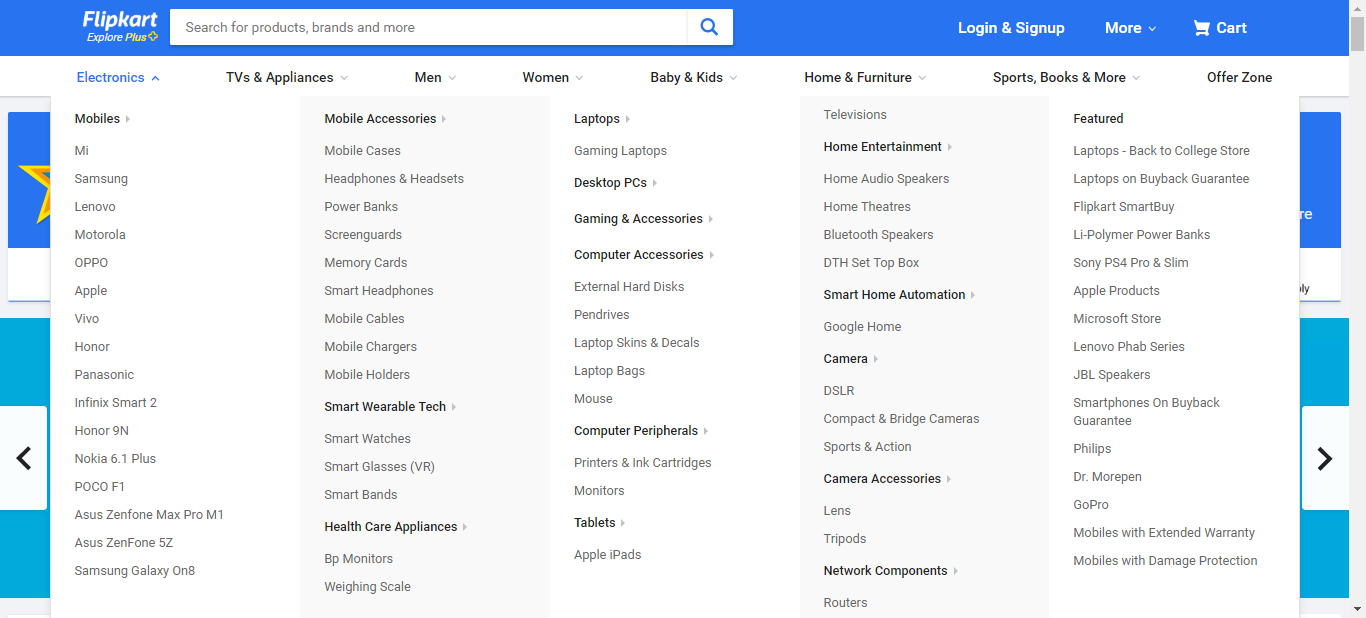 Flipkart
Explore Plus
Search for products, brands and more
Login & Signup
More
Cart
Electronics
TVs & Appliances
Men
Women
Baby & Kids
Home & Furniture
Sports, Books & More
Offer Zone
Mobiles
Mi
Samsung
Lenovo
Motorola
OPPO
Apple
Vivo
Honor
Panasonic
Infinix Smart 2
Honor 9N
Nokia 6.1 Plus
POCO F1
Asus Zenfone Max Pro M1
Asus ZenFone 5Z
Samsung Galaxy On8
Mobile Accessories
Mobile Cases
Headphones & Headsets
Power Banks
Screenguards
Memory Cards
Smart Headphones
Mobile Cables
Mobile Chargers
Mobile Holders
Smart Wearable Tech
Smart Watches
Smart Glasses (VR)
Smart Bands
Health Care Appliances
Bp Monitors
Weighing Scale
Laptops
Gaming Laptops
Desktop PCs
Gaming & Accessories
Computer Accessories
External Hard Disks
Pendrives
Laptop Skins & Decals
Laptop Bags
Mouse
Computer Peripherals
Printers & Ink Cartridges
Monitors
Tablets
Apple iPads
Televisions
Home Entertainment
Home Audio Speakers
Home Theatres
Bluetooth Speakers
DTH Set Top Box
Smart Home Automation
Google Home
Camera
DSLR
Compact & Bridge Cameras
Sports & Action
Camera Accessories
Lens
Tripods
Network Components
Routers
Featured
Laptops - Back to College Store
Laptops on Buyback Guarantee
Flipkart SmartBuy
Li-Polymer Power Banks
Sony PS4 Pro & Slim
Apple Products
Microsoft Store
Lenovo Phab Series
JBL Speakers
Smartphones On Buyback
Guarantee
Philips
Dr. Morepen
GoPro
Mobiles with Extended Warranty
Mobiles with Damage Protection